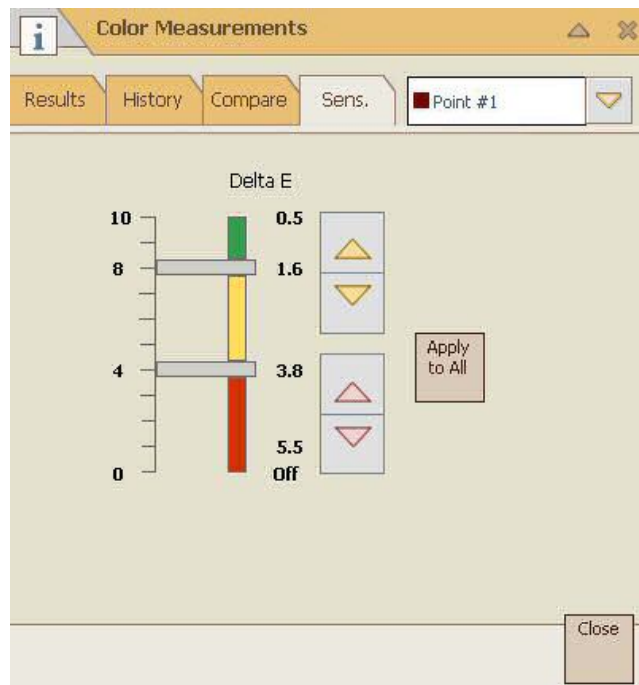 i Color Measurements
Results History Compare Sens. Point #1
Delta E
10 0.5
8 1.6
Apply
to All
4 3.8
5.5
0 Off
Close